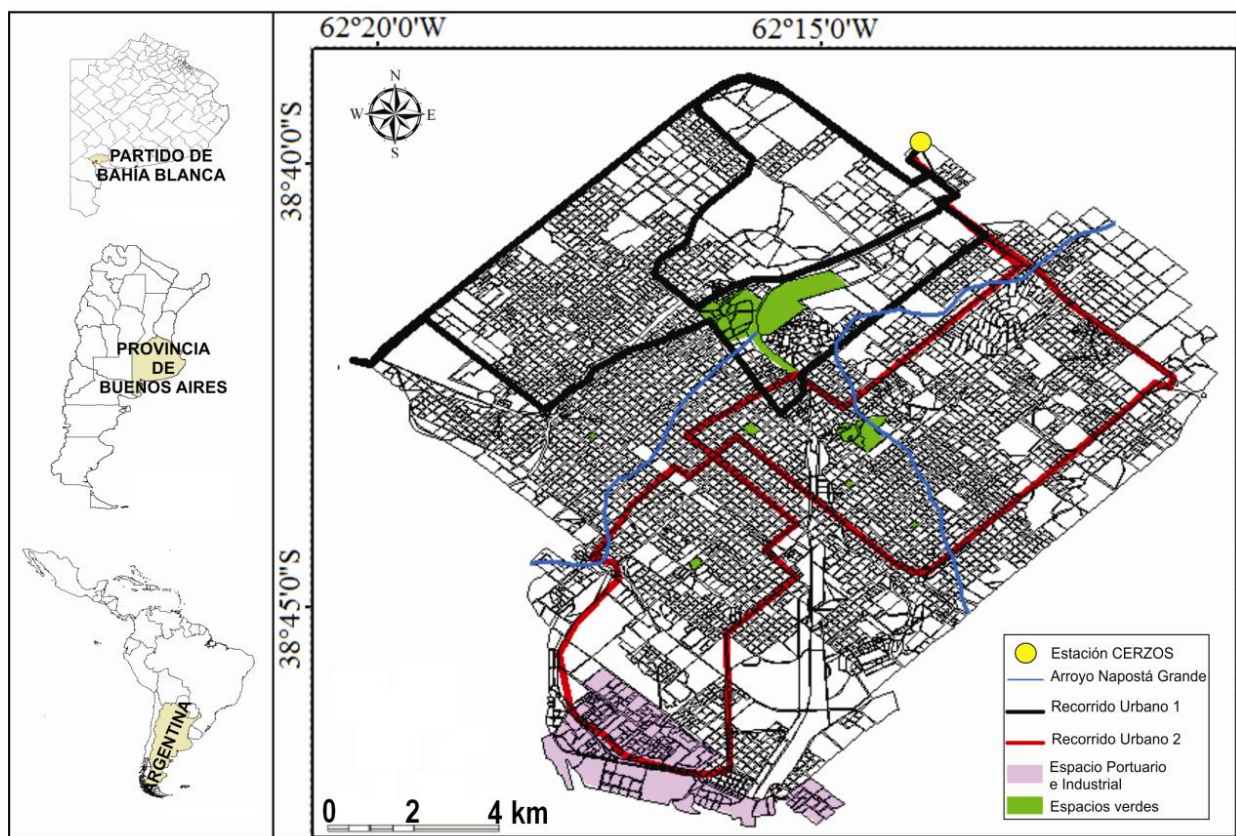 PARTIDO DE
BAHÍA BLANCA
PROVINCIA
DE
BUENOS AIRES
ARGENTINA
62°20'0"W
62°15'0"W
38°40'0"S
38°45'0"S
N
W
E
S
Estación CERZOS
Arroyo Napostá Grande
Recorrido Urbano 1
Recorrido Urbano 2
Espacio Portuario
e Industrial
Espacios verdes
0 2 4 km